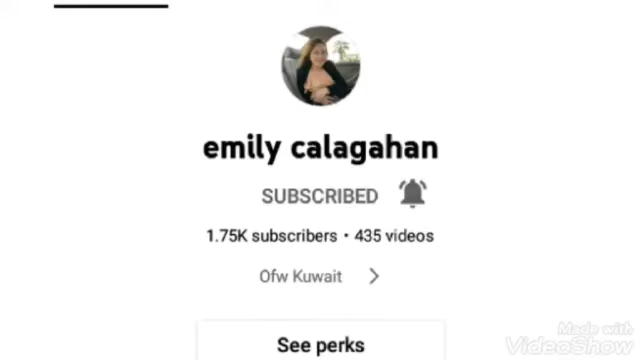 emily calagahan
SUBSCRIBED
1.75K subscribers • 435 videos
Ofw Kuwait
See perks
Made with
VideoShow